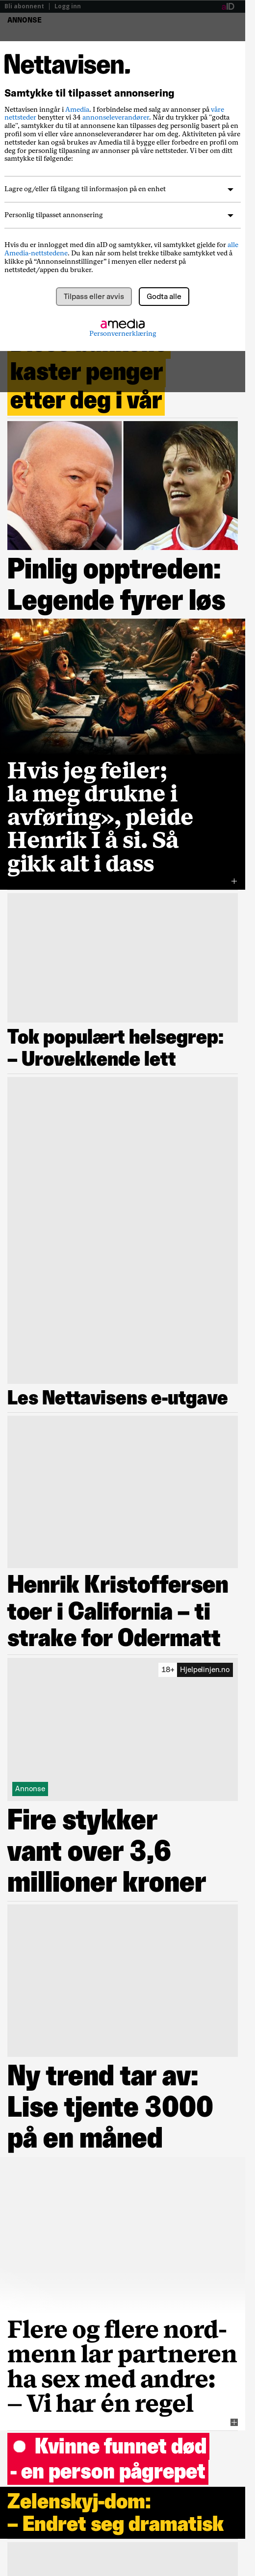 Bli abonnent | Logg inn
ANNONSE
Nettavisen.
Samtykke til tilpasset annonsering
Nettavisen inngår i Amedia. I forbindelse med salg av annonser på våre
nettsteder benytter vi 34 annonseleverandører. Når du trykker på "godta
alle", samtykker du til at annonsene kan tilpasses deg personlig basert på en
profil som vi eller våre annonseleverandører har om deg. Aktiviteten på våre
nettsteder kan også brukes av Amedia til å bygge eller forbedre en profil om
deg for personlig tilpasning av annonser på våre nettsteder. Vi ber om ditt
samtykke til følgende:
Lagre og/eller få tilgang til informasjon på en enhet
Personlig tilpasset annonsering
Hvis du er innlogget med din aID og samtykker, vil samtykket gjelde for alle
Amedia-nettstedene. Du kan når som helst trekke tilbake samtykket ved å
klikke på “Annonseinnstillinger” i menyen eller nederst på
nettstedet/appen du bruker.
Tilpass eller avvis
Godta alle
amedia
Personvernerklæring
kaster penger
etter deg i vår
Pinlig opptreden:
Legende fyrer løs
Hvis jeg feiler;
la meg drukne i
avføring», pleide
Henrik I å si. Så
gikk alt i dass
Tok populært helsegrep:
– Urovekkende lett
Les Nettavisens e-utgave
Henrik Kristoffersen
toer i California – ti
strake for Odermatt
18+ Hjelpelinjen.no
Annonse
Fire stykker
vant over 3,6
millioner kroner
Ny trend tar av:
Lise tjente 3000
på en måned
Flere og flere nord-
menn lar partneren
ha sex med andre:
– Vi har én regel
Kvinne funnet død
- en person pågrepet
Zelenskyj-dom:
– Endret seg dramatisk